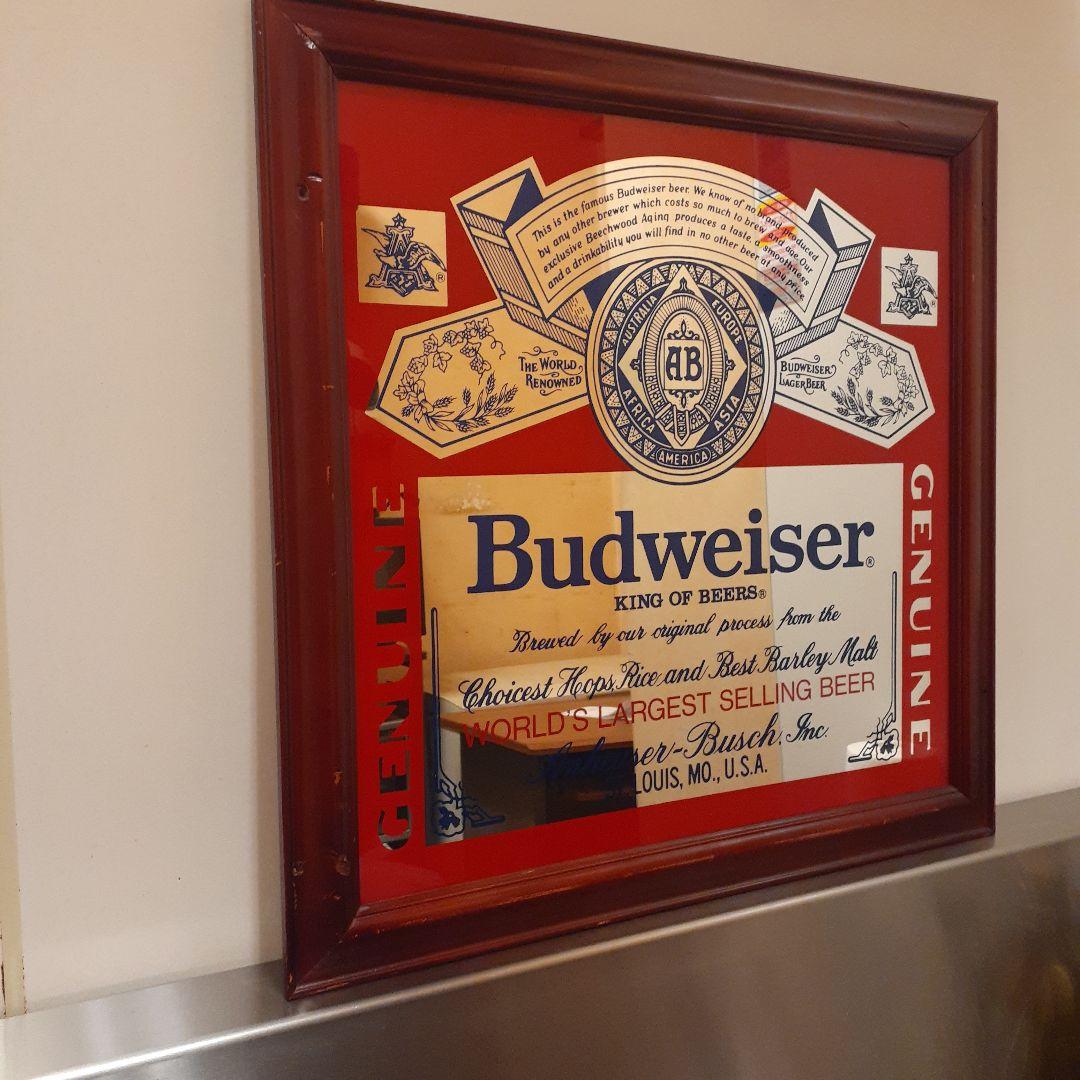 This is the famous Budweiser beer. We know of no brand produced
by any other brewer which costs so much to brew and age. Our
exclusive Beechwood Aging produces a taste, a smoothness
and a drinkability you will find in no other beer at any price.
A
®
THE WORLD
RENOWNED
AUSTRALIA
EUROPE
AFRICA
ASIA
AMERICA
AB
BUDWEISER
LAGER BEER
GENUINE
Budweiser®
KING OF BEERS®
Brewed by our original process from the
Choicest Hops, Rice and Best Barley Malt
WORLD'S LARGEST SELLING BEER
Anheuser-Busch, Inc.
ST. LOUIS, MO., U.S.A.
GENUINE